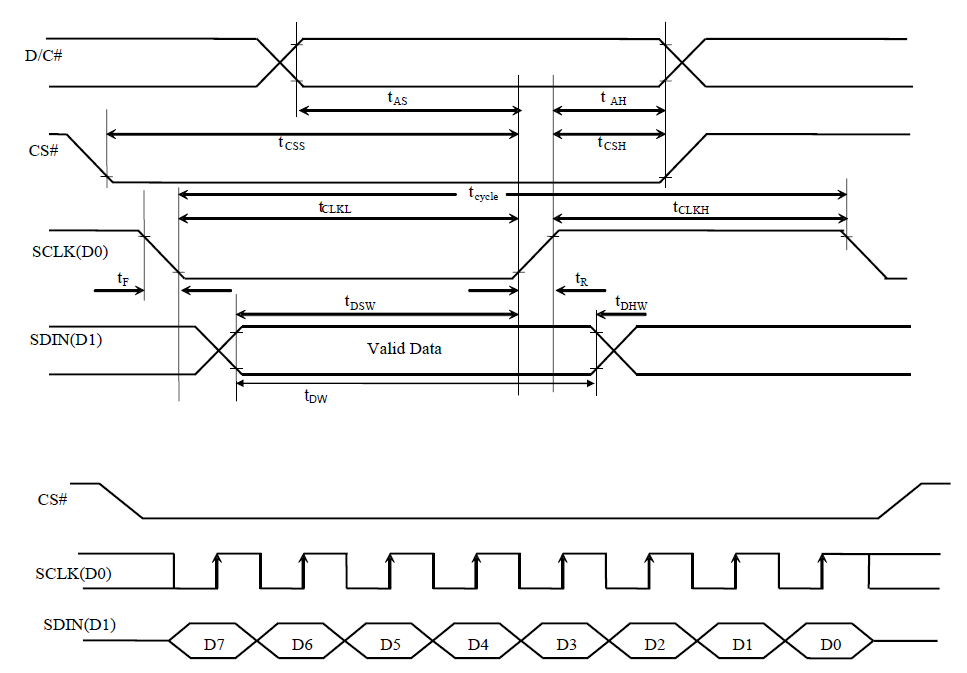 D/C#
tAS
t AH
tCSS
tCSH
CS#
tcycle
tCLKL
tCLKH
SCLK(D0)
tF
tR
tDSW
tDHW
SDIN(D1)
Valid Data
tDW
CS#
SCLK(D0)
SDIN(D1)
D7 D6 D5 D4 D3 D2 D1 D0